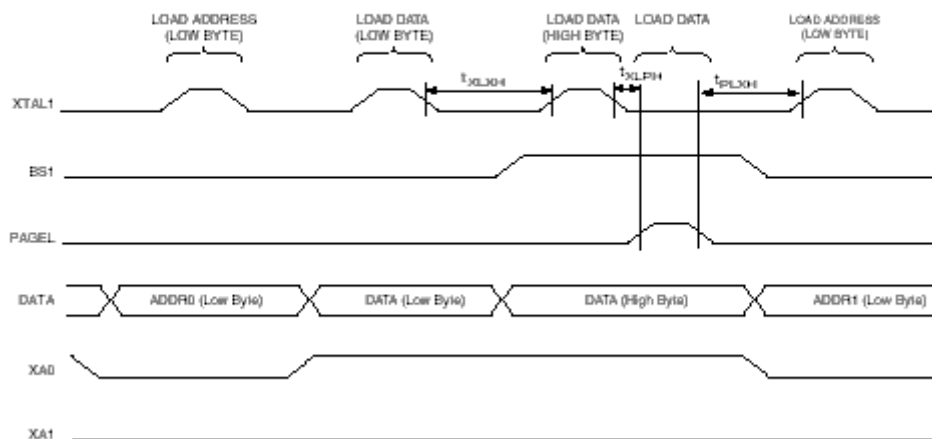 LOAD ADDRESS
(LOW BYTE)
LOAD DATA
(LOW BYTE)
LOAD DATA
(HIGH BYTE)
LOAD DATA
LOAD ADDRESS
(LOW BYTE)
tXLXH
tXLPH
tPLXH
XTAL1
BS1
PAGEL
DATA
ADDR0 (Low Byte)
DATA (Low Byte)
DATA (High Byte)
ADDR1 (Low Byte)
XA0
XA1